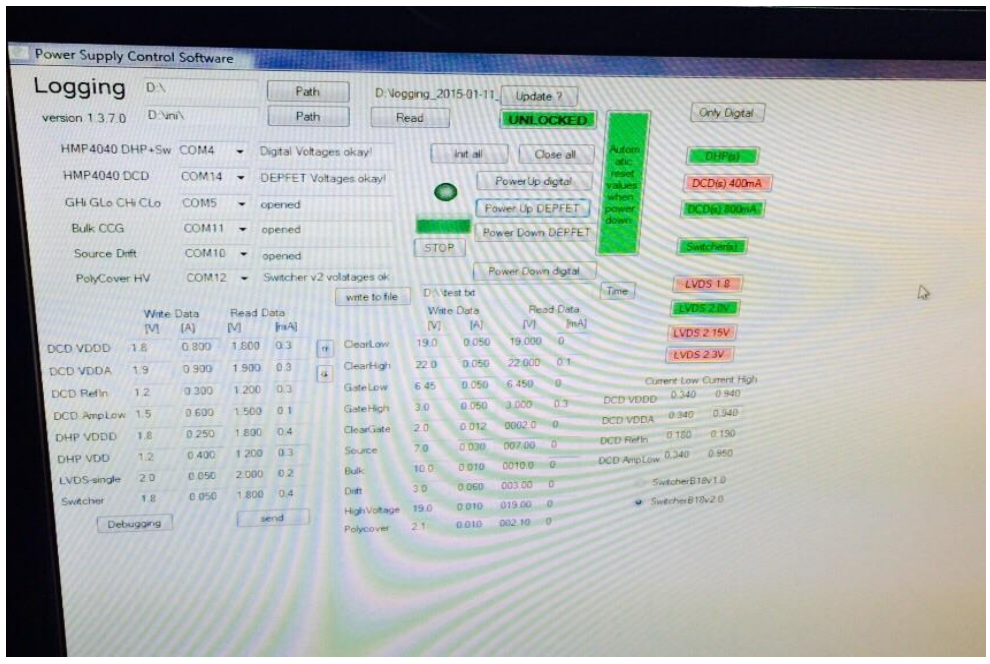 Power Supply Control Software
Logging D:\ Path D:\logging_2015-01-11_ Update ?
version 1.3.7.0 D:\ini\ Path Read UNLOCKED Only Digital
HMP4040 DHP+Sw COM4 Digital Voltages okay! Init all Close all DHP(s)
HMP4040 DCD COM14 DEPFET Voltages okay! PowerUp digital DCD(s) 400mA
GHi GLo CHi CLo COM5 opened Power Up DEPFET DCD(s) 800mA
Bulk CCG COM11 opened Power Down DEPFET
Automatic reset values when power down
Source Drift COM10 opened STOP Switcher(s)
PolyCover HV COM12 Switcher v2 volatages ok Power Down digital
write to file D:\test.txt Time LVDS 1.8
LVDS 2.0V
LVDS 2.15V
LVDS 2.3V
Write Data Read Data Write Data Read Data
[V] [A] [V] [mA] [V] [A] [V] [mA]
DCD VDDD 1.8 0.800 1.800 0.3 ClearLow 19.0 0.050 19.000 0
DCD VDDA 1.9 0.900 1.900 0.3 ClearHigh 22.0 0.050 22.000 0.1
DCD RefIn 1.2 0.300 1.200 0.3 GateLow 6.45 0.050 6.450 0
DCD AmpLow 1.5 0.600 1.500 0.1 GateHigh 3.0 0.050 3.000 0.3
DHP VDDD 1.8 0.250 1.800 0.4 ClearGate 2.0 0.012 0002.0 0
DHP VDD 1.2 0.400 1.200 0.3 Source 7.0 0.030 007.00 0
LVDS-single 2.0 0.050 2.000 0.2 Bulk 10.0 0.010 0010.0 0
Switcher 1.8 0.050 1.800 0.4 Drift 3.0 0.060 003.00 0
HighVoltage 19.0 0.010 019.00 0
Polycover 2.1 0.010 002.10 0
Debugging send
Current Low Current High
DCD VDDD 0.340 0.940
DCD VDDA 0.340 0.940
DCD RefIn 0.180 0.190
DCD AmpLow 0.340 0.950
SwitcherB18v1.0
SwitcherB18v2.0